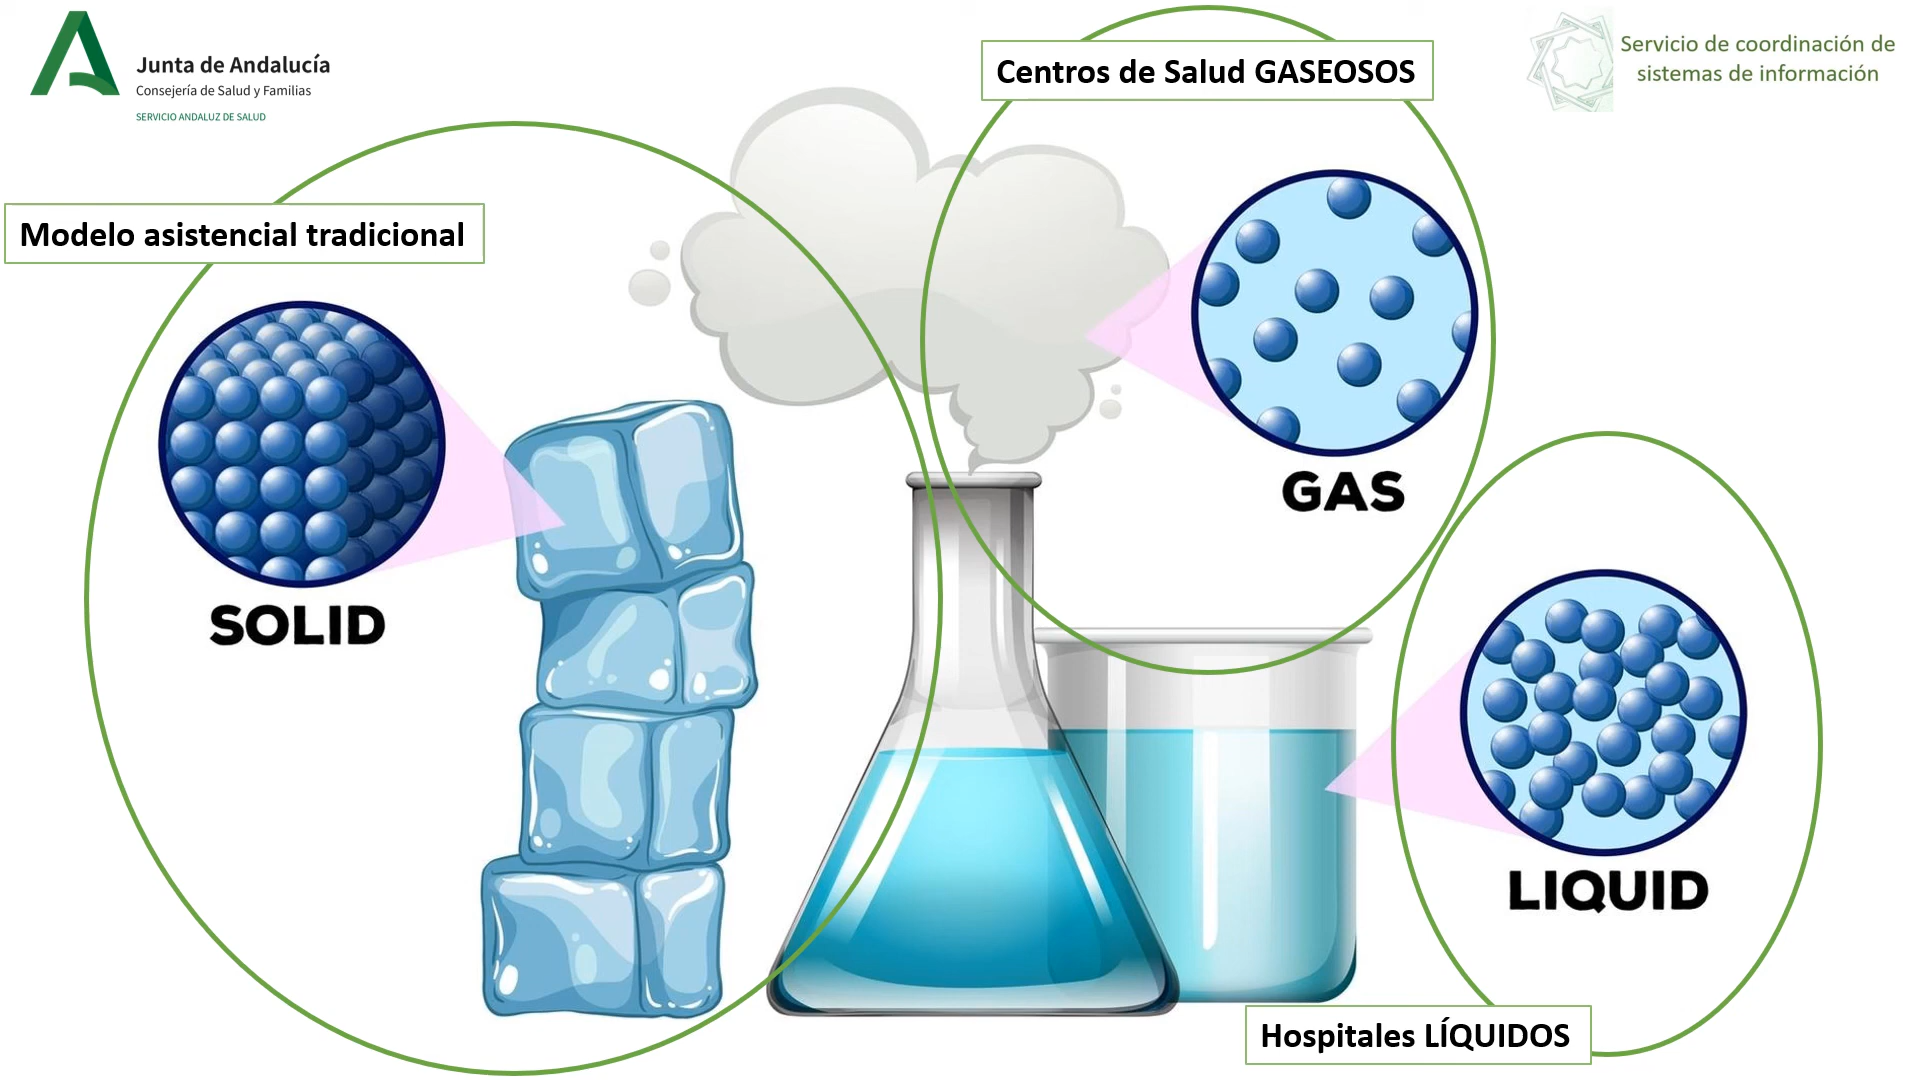 Junta de Andalucía
Consejería de Salud y Familias
SERVICIO ANDALUZ DE SALUD
Centros de Salud GASEOSOS
Servicio de coordinación de
sistemas de información
Modelo asistencial tradicional
SOLID
GAS
LIQUID
Hospitales LÍQUIDOS